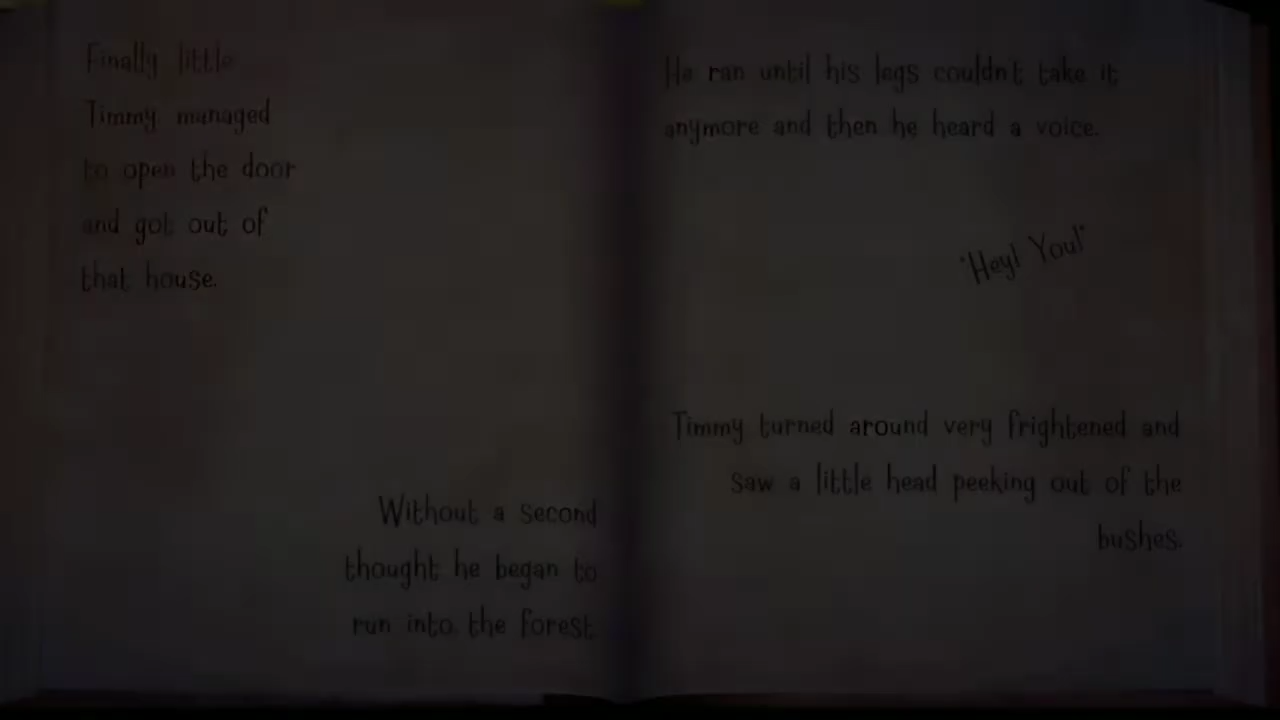 Finally little
Timmy managed
to open the door
and got out of
that house.
Without a second
thought he began to
run into the forest
He ran until his legs couldn't take it
anymore and then he heard a voice.
"Hey! You!"
Timmy turned around very frightened and
saw a little head peeking out of the
bushes.